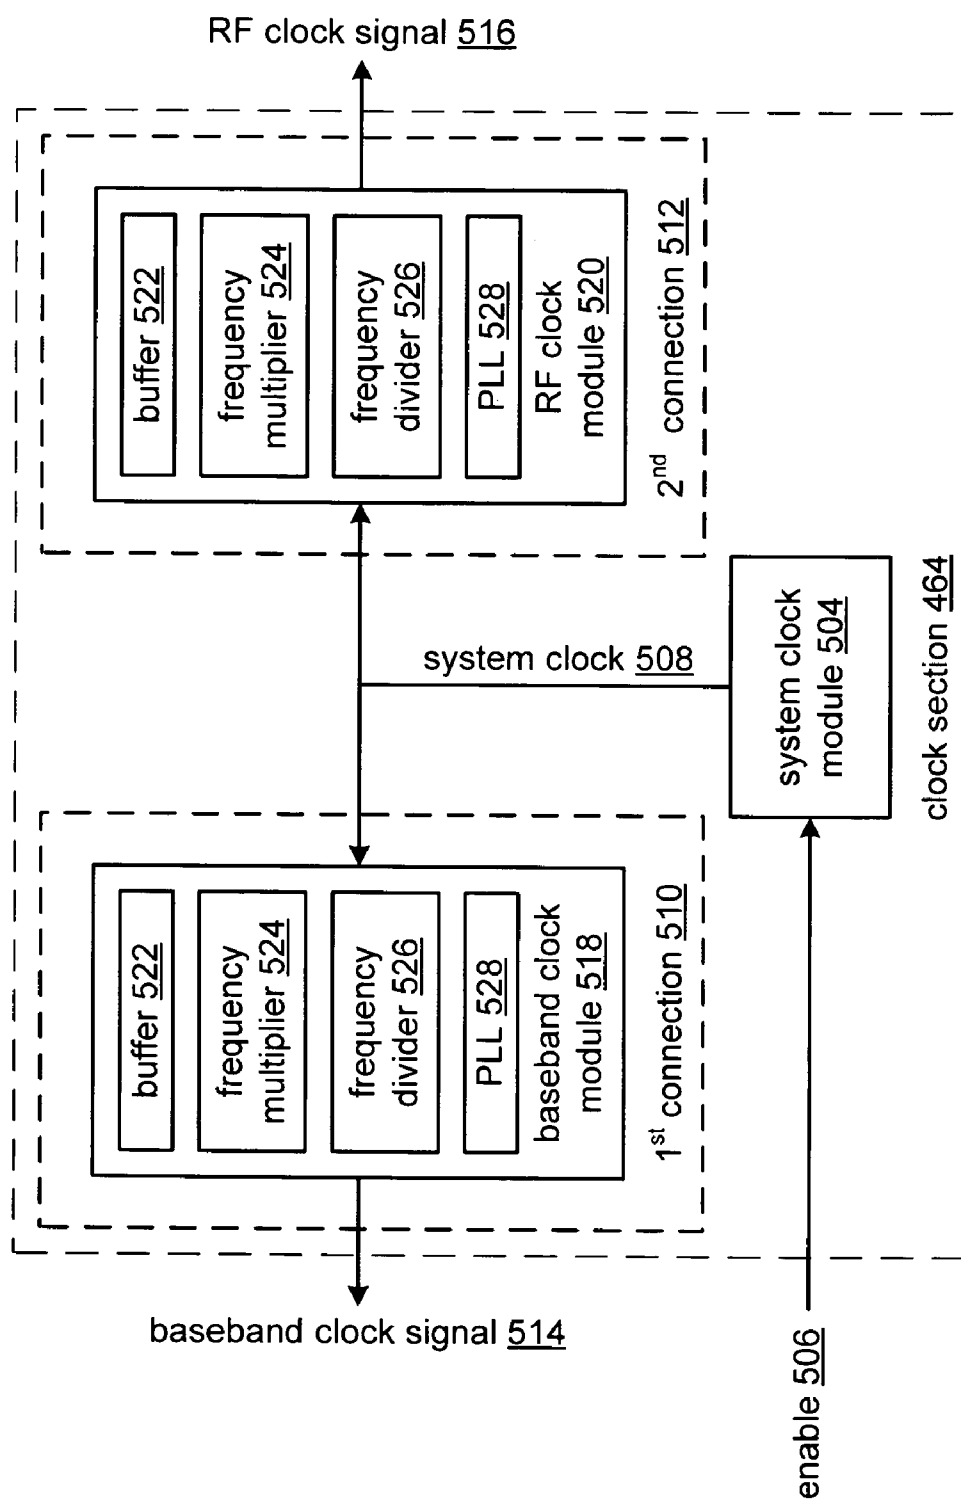 RF clock signal 516
buffer 522
frequency
multiplier 524
frequency
divider 526
PLL 528
RF clock
module 520
2nd connection 512
system clock 508
system clock
module 504
clock section 464
buffer 522
frequency
multiplier 524
frequency
divider 526
PLL 528
baseband clock
module 518
1st connection 510
baseband clock signal 514
enable 506